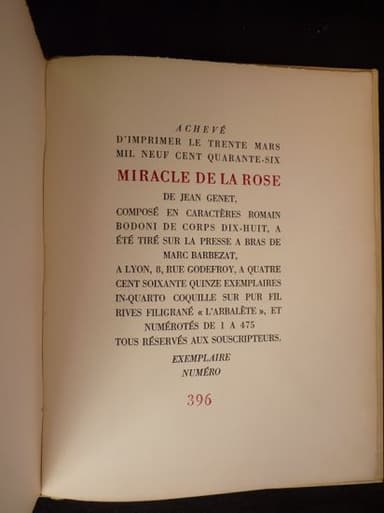 ACHEVÉ
D'IMPRIMER LE TRENTE MARS
MIL NEUF CENT QUARANTE-SIX
MIRACLE DE LA ROSE
DE JEAN GENET,
COMPOSÉ EN CARACTÈRES ROMAIN
BODONI DE CORPS DIX-HUIT, A
ÉTÉ TIRÉ SUR LA PRESSE A BRAS DE
MARC BARBEZAT,
A LYON, 8, RUE GODEFROY, A QUATRE
CENT SOIXANTE QUINZE EXEMPLAIRES
IN-QUARTO COQUILLE SUR PUR FIL
RIVES FILIGRANÉ « L'ARBALÈTE », ET
NUMÉROTÉS DE 1 A 475
TOUS RÉSERVÉS AUX SOUSCRIPTEURS.
EXEMPLAIRE
NUMÉRO
396